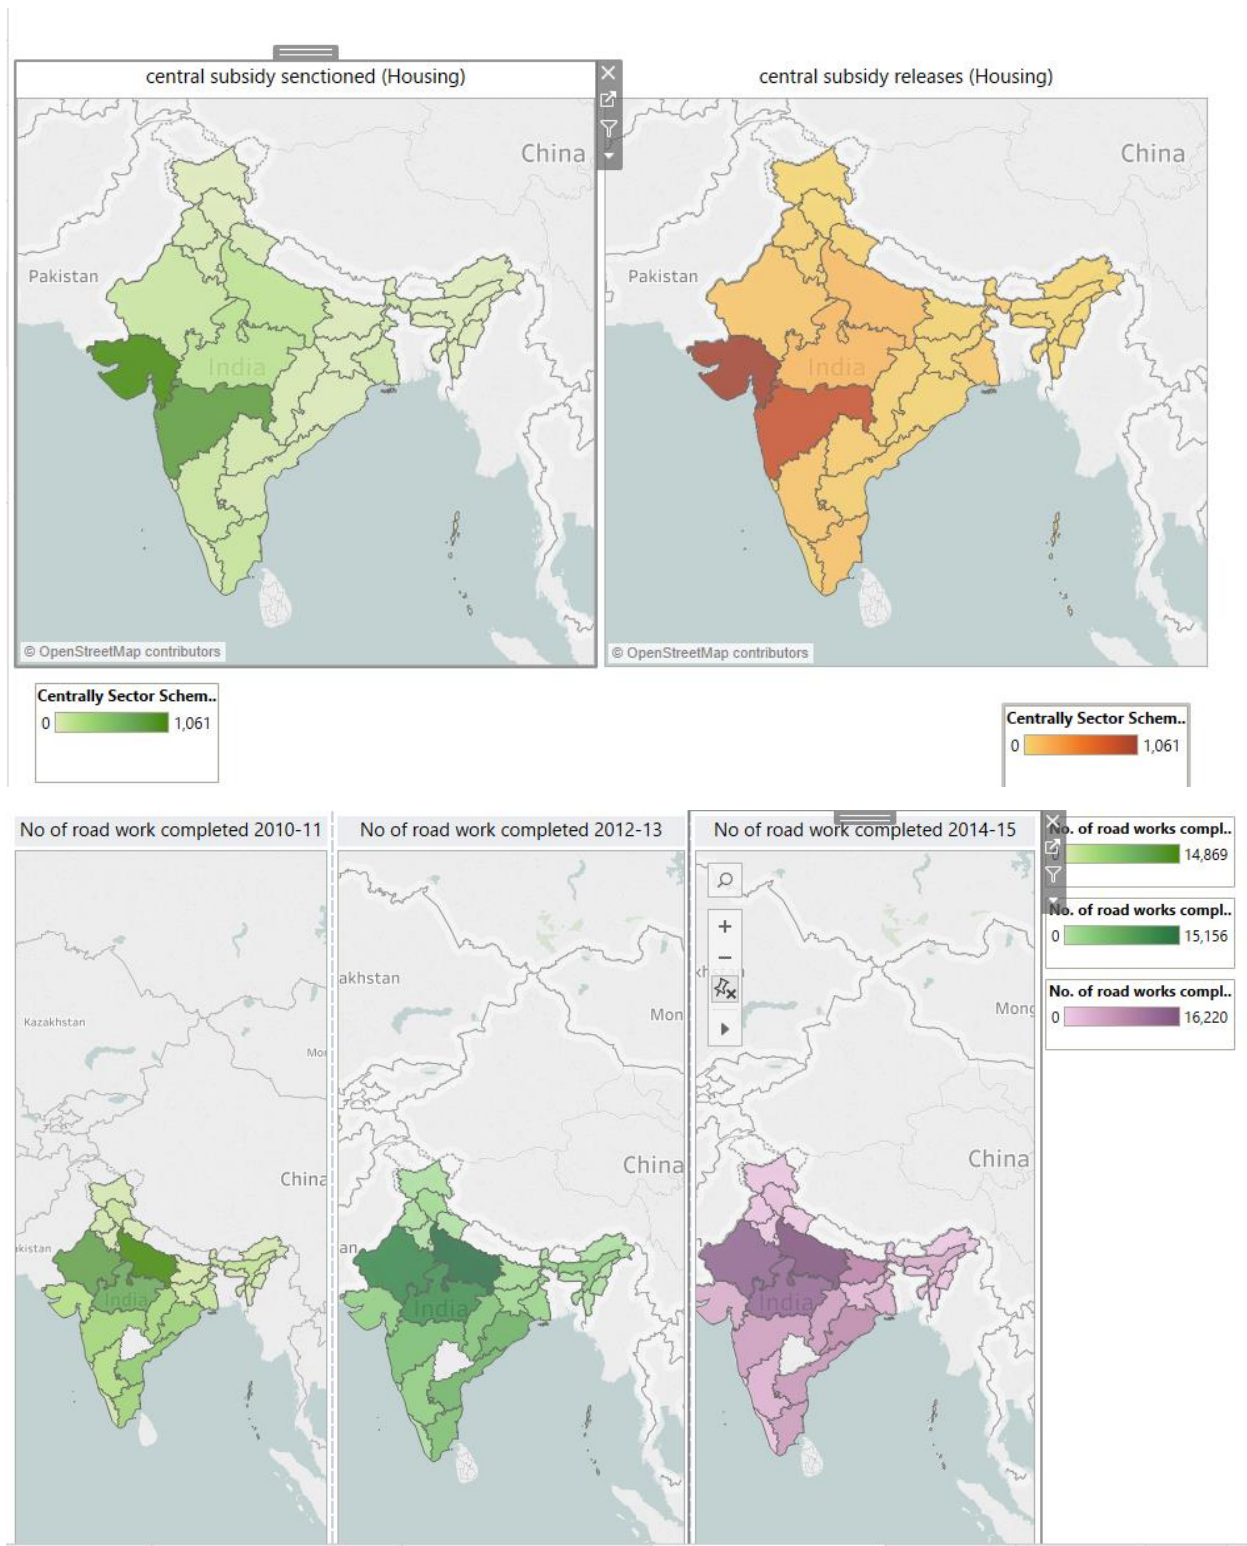 central subsidy senctioned (Housing)
central subsidy releases (Housing)
China
Pakistan
India
© OpenStreetMap contributors
China
Pakistan
India
© OpenStreetMap contributors
Centrally Sector Schem..
0 1,061
Centrally Sector Schem..
0 1,061
No of road work completed 2010-11
No of road work completed 2012-13
No of road work completed 2014-15
No. of road works compl..
0 14,869
No. of road works compl..
0 15,156
No. of road works compl..
0 16,220
Kazakhstan
Mo
China
akistan
India
akhstan
Mon
China
an
India
Mong
China
India